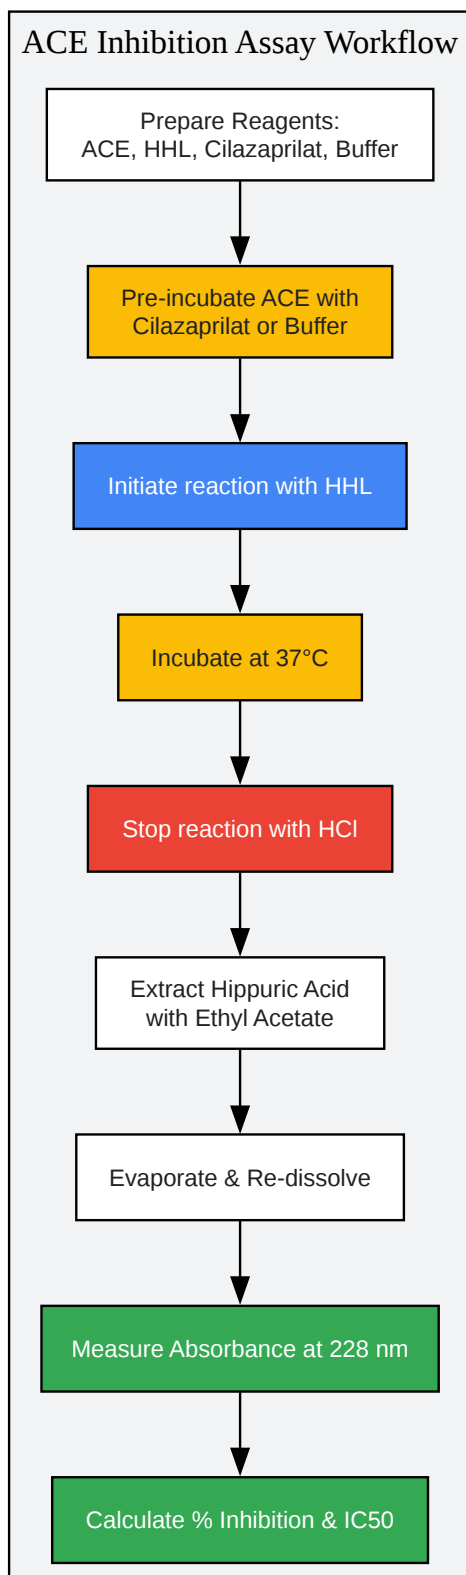 ACE Inhibition Assay Workflow
Prepare Reagents:
ACE, HHL, Cilazaprilat, Buffer
Pre-incubate ACE with
Cilazaprilat or Buffer
Initiate reaction with HHL
Incubate at 37°C
Stop reaction with HCl
Extract Hippuric Acid
with Ethyl Acetate
Evaporate & Re-dissolve
Measure Absorbance at 228 nm
Calculate % Inhibition & IC50